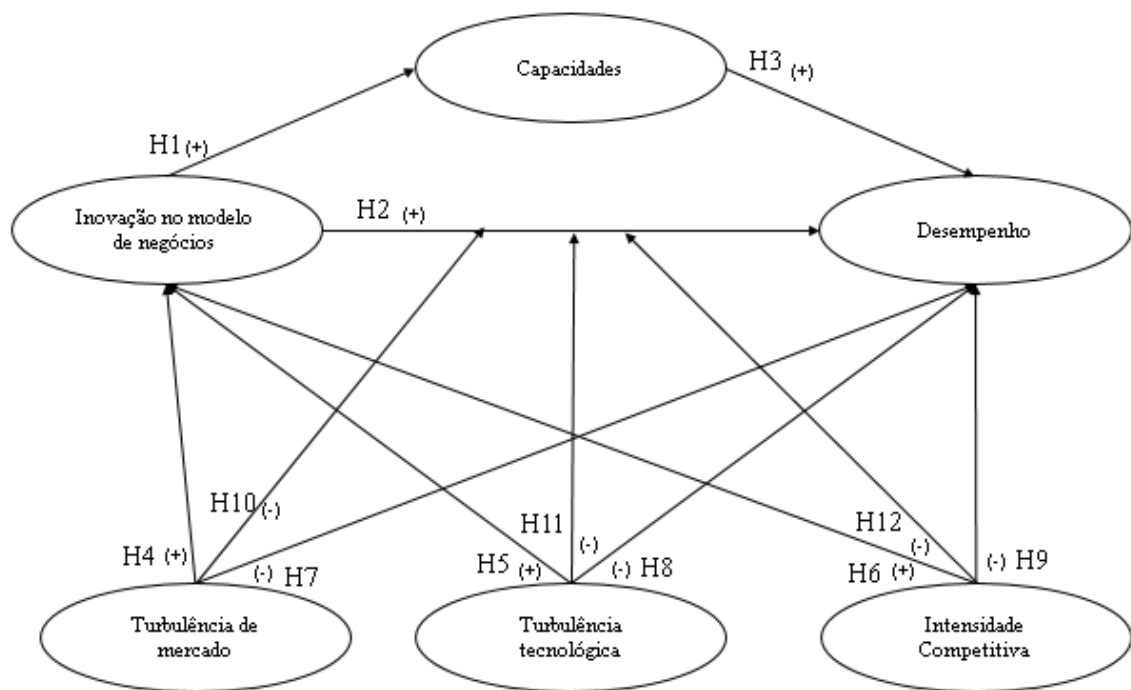 Capacidades
H3 (+)
H1 (+)
Inovação no modelo
de negócios
H2 (+)
Desempenho
H10 (-)
H11
(-)
H12
(-)
H4 (+)
(-) H7
H5 (+)
(-) H8
H6 (+)
(-) H9
Turbulência de
mercado
Turbulência
tecnológica
Intensidade
Competitiva